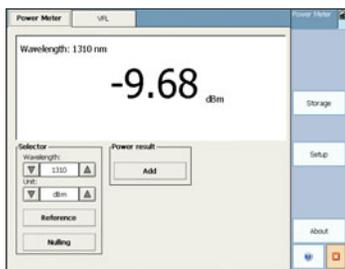 Power Meter
VFL
Power Meter
Wavelength: 1310 nm
-9.68 dBm
Storage
Selector
Wavelength:
1310
Unit:
dBm
Reference
Nulling
Power result
Add
Setup
About